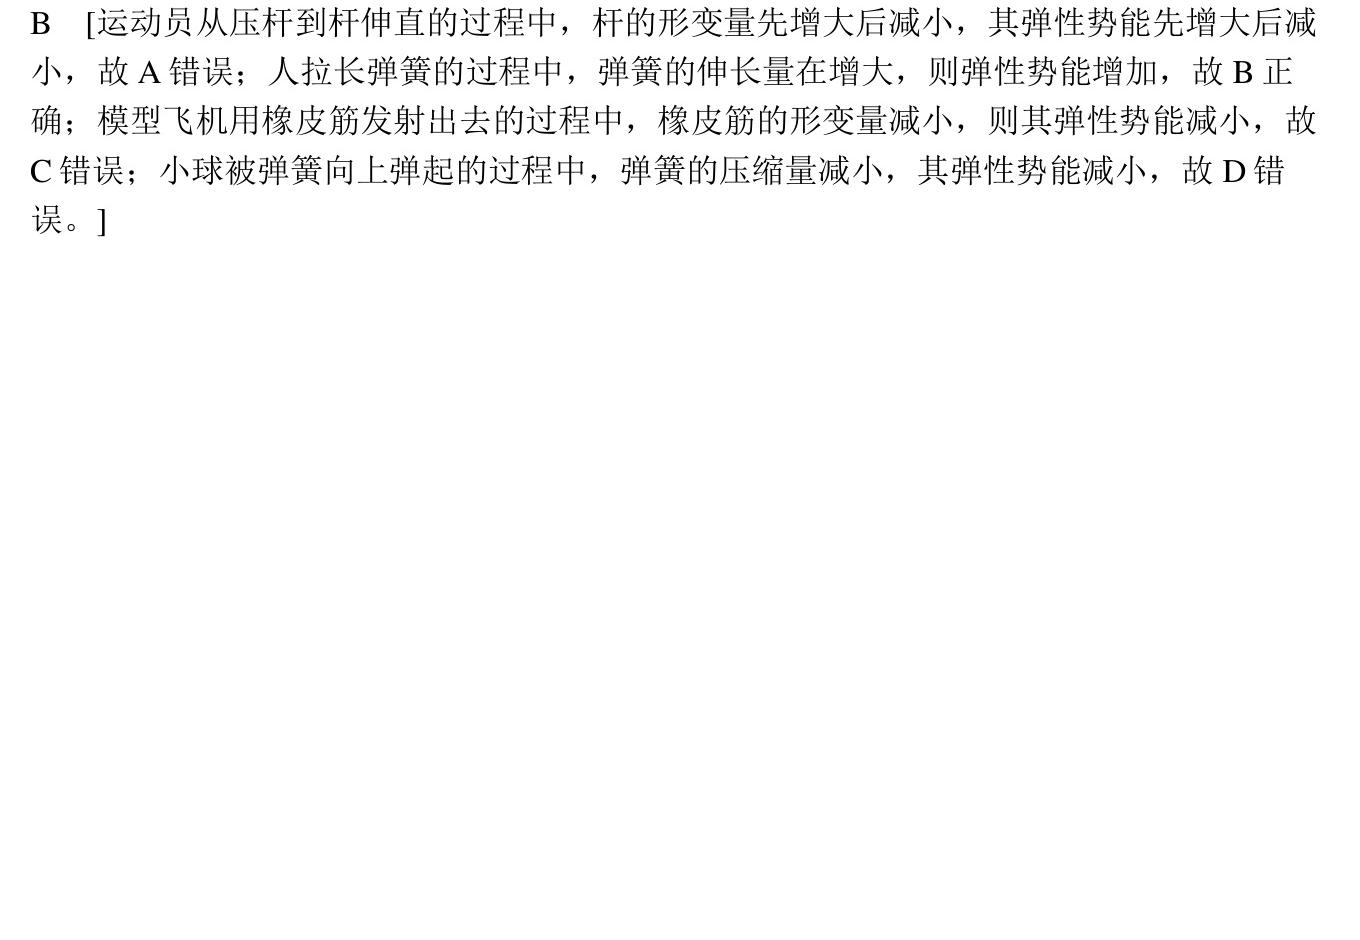 B　[运动员从压杆到杆伸直的过程中，杆的形变量先增大后减小，其弹性势能先增大后减
小，故 A 错误；人拉长弹簧的过程中，弹簧的伸长量在增大，则弹性势能增加，故 B 正
确；模型飞机用橡皮筋发射出去的过程中，橡皮筋的形变量减小，则其弹性势能减小，故
C 错误；小球被弹簧向上弹起的过程中，弹簧的压缩量减小，其弹性势能减小，故 D 错
误。]